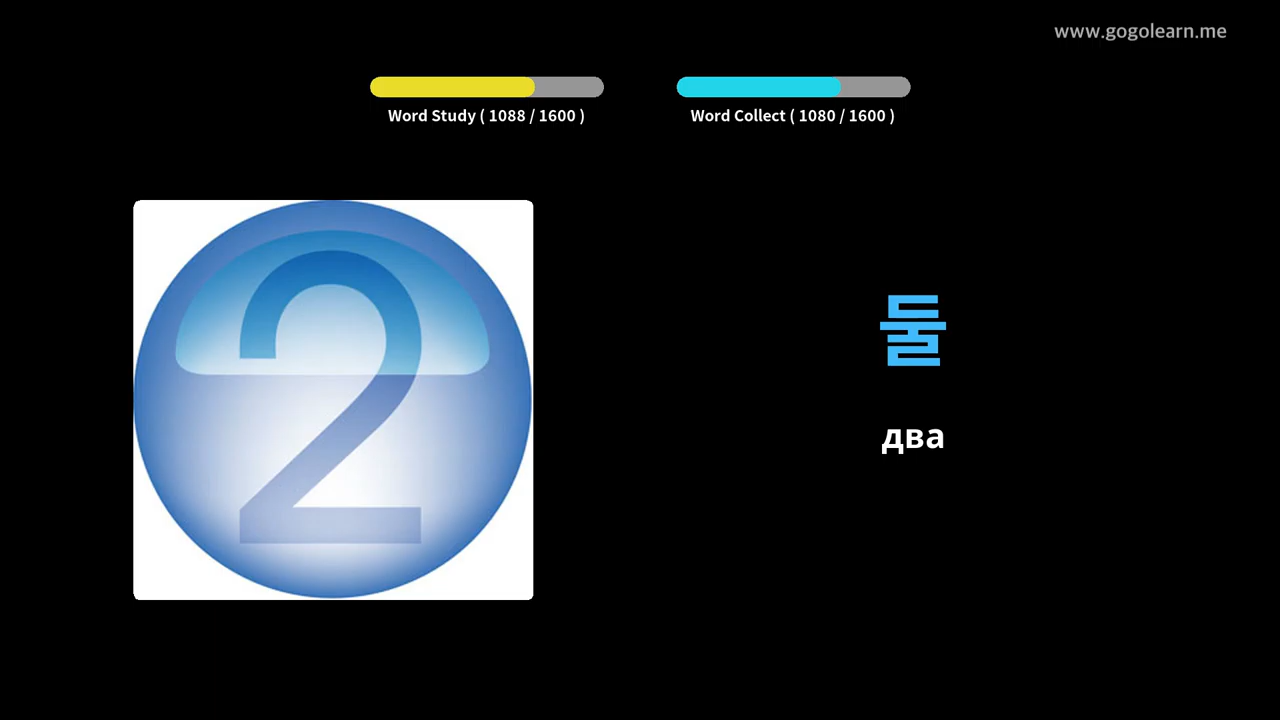 www.gogolearn.me
Word Study ( 1088 / 1600 )
Word Collect ( 1080 / 1600 )
2
둘
два